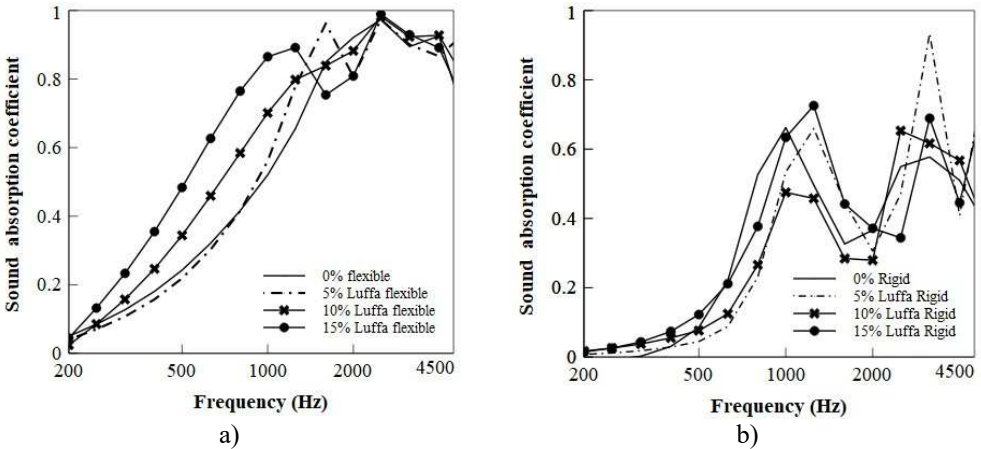 1
0.8
0.6
0.4
0.2
0
Sound absorption coefficient
0% flexible
5% Luffa flexible
10% Luffa flexible
15% Luffa flexible
200
500
1000
2000
4500
Frequency (Hz)
a)
1
0.8
0.6
0.4
0.2
0
Sound absorption coefficient
0% Rigid
5% Luffa Rigid
10% Luffa Rigid
15% Luffa Rigid
200
500
1000
2000
4500
Frequency (Hz)
b)